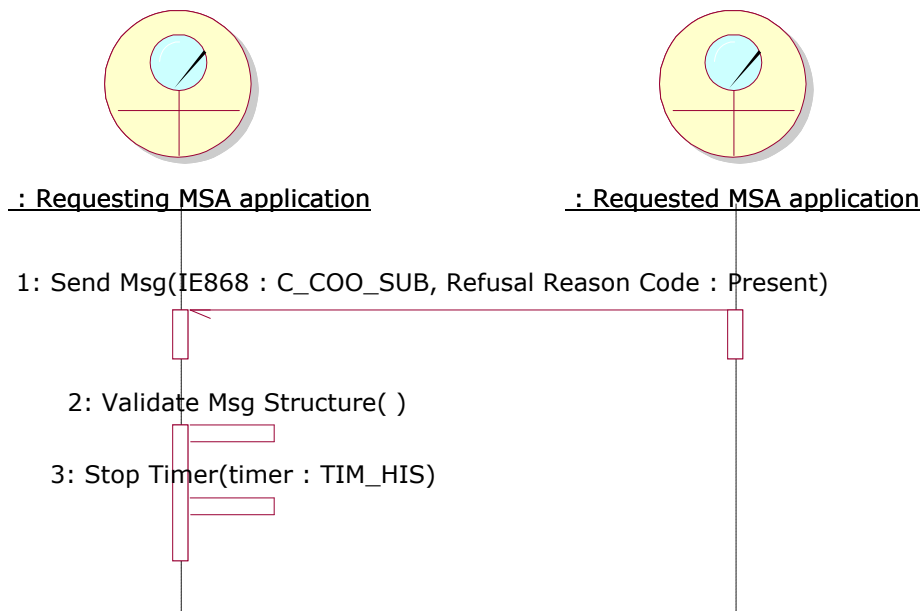 : Requesting MSA application
: Requested MSA application
1: Send Msg(IE868 : C_COO_SUB, Refusal Reason Code : Present)
2: Validate Msg Structure( )
3: Stop Timer(timer : TIM_HIS)